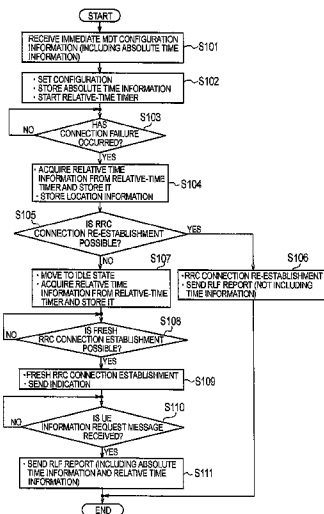 START
RECEIVE IMMEDIATE MDT CONFIGURATION
INFORMATION (INCLUDING ABSOLUTE TIME
INFORMATION)
S101
· SET CONFIGURATION
· STORE ABSOLUTE TIME INFORMATION
· START RELATIVE-TIME TIMER
S102
HAS
CONNECTION FAILURE
OCCURRED?
S103
NO
YES
· ACQUIRE RELATIVE TIME
INFORMATION FROM RELATIVE-TIME
TIMER AND STORE IT
· STORE LOCATION INFORMATION
S104
S105
IS RRC
CONNECTION RE-ESTABLISHMENT
POSSIBLE?
YES
NO
S107
S106
· MOVE TO IDLE STATE
· ACQUIRE RELATIVE TIME
INFORMATION FROM RELATIVE-TIME
TIMER AND STORE IT
· RRC CONNECTION RE-ESTABLISHMENT
· SEND RLF REPORT (NOT INCLUDING
TIME INFORMATION)
S108
IS FRESH
RRC CONNECTION ESTABLISHMENT
POSSIBLE?
NO
YES
· FRESH RRC CONNECTION ESTABLISHMENT
· SEND INDICATION
S109
S110
IS UE
INFORMATION REQUEST MESSAGE
RECEIVED?
NO
YES
· SEND RLF REPORT (INCLUDING ABSOLUTE
TIME INFORMATION AND RELATIVE TIME
INFORMATION)
S111
END